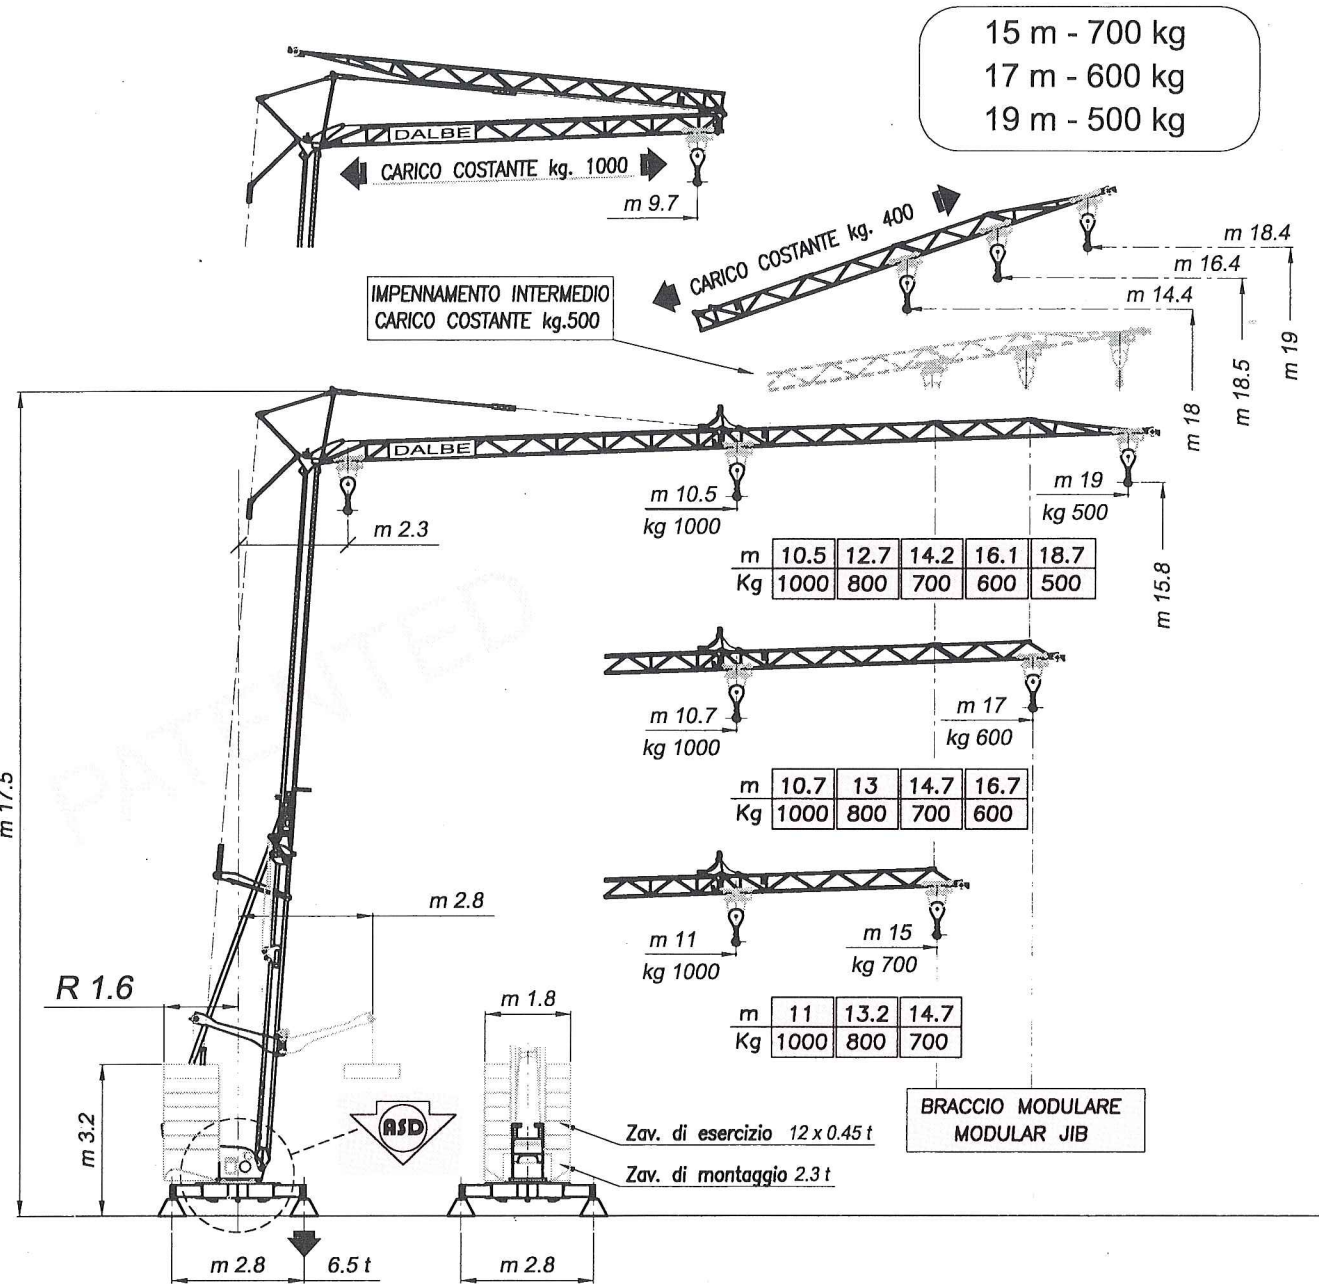 15 m - 700 kg
17 m - 600 kg
19 m - 500 kg
DALBE
CARICO COSTANTE kg. 1000
m 9.7
CARICO COSTANTE kg. 400
m 18.4
m 16.4
m 14.4
IMPENNAMENTO INTERMEDIO
CARICO COSTANTE kg.500
m 19
m 18.5
m 18
DALBE
m 2.3
m 10.5
kg 1000
m 19
kg 500
m 15.8
m 10.5 12.7 14.2 16.1 18.7
Kg 1000 800 700 600 500
PATENTED
m 10.7
kg 1000
m 17
kg 600
m 17.5
m 10.7 13 14.7 16.7
Kg 1000 800 700 600
m 2.8
m 11
kg 1000
m 15
kg 700
R 1.6
m 1.8
m 11 13.2 14.7
Kg 1000 800 700
m 3.2
ASD
BRACCIO MODULARE
MODULAR JIB
Zav. di esercizio 12 x 0.45 t
Zav. di montaggio 2.3 t
m 2.8
6.5 t
m 2.8